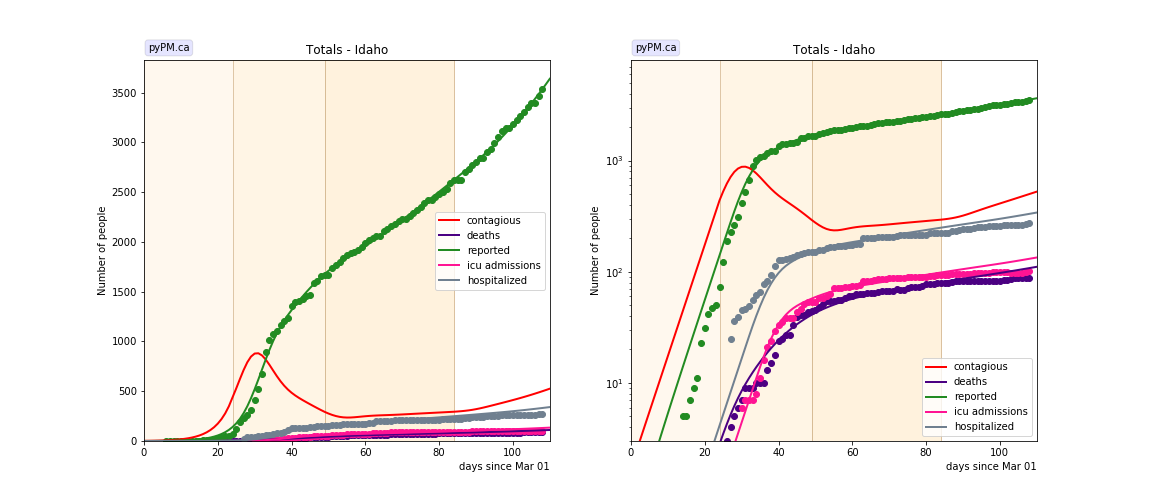 pyPM.ca
Totals - Idaho
Number of people
3500
3000
2500
2000
1500
1000
500
0
0
20
40
60
80
100
days since Mar 01
contagious
deaths
reported
icu admissions
hospitalized
pyPM.ca
Totals - Idaho
Number of people
10³
10²
10¹
0
20
40
60
80
100
days since Mar 01
contagious
deaths
reported
icu admissions
hospitalized